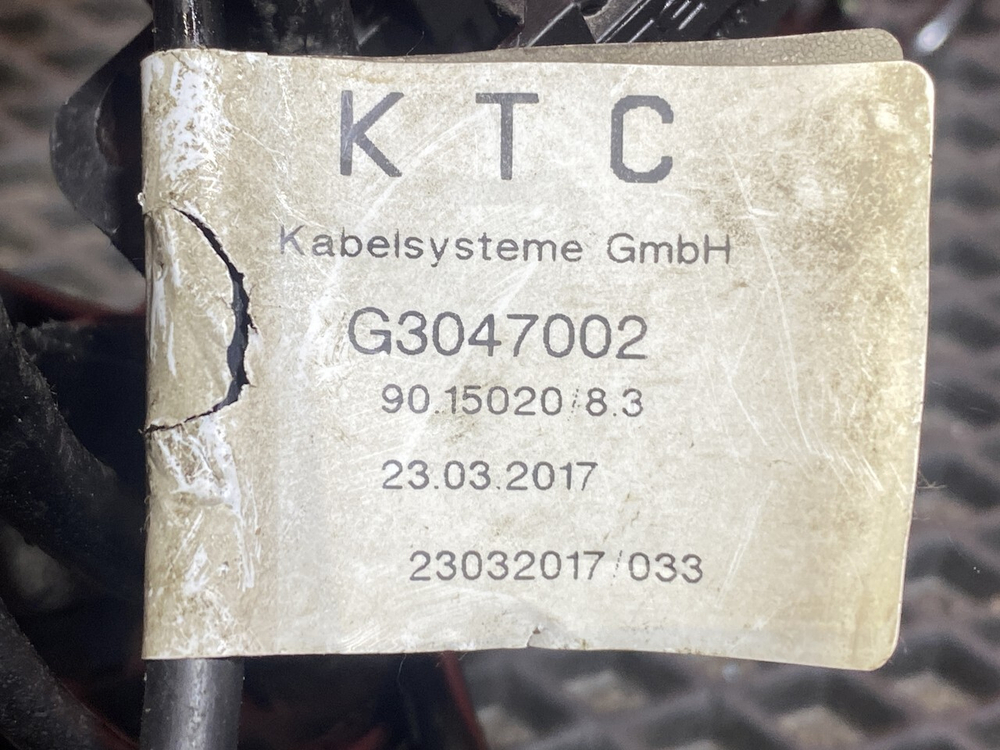 K T C
Kabelsysteme GmbH
G3047002
90.15020/8.3
23.03.2017
23032017/033